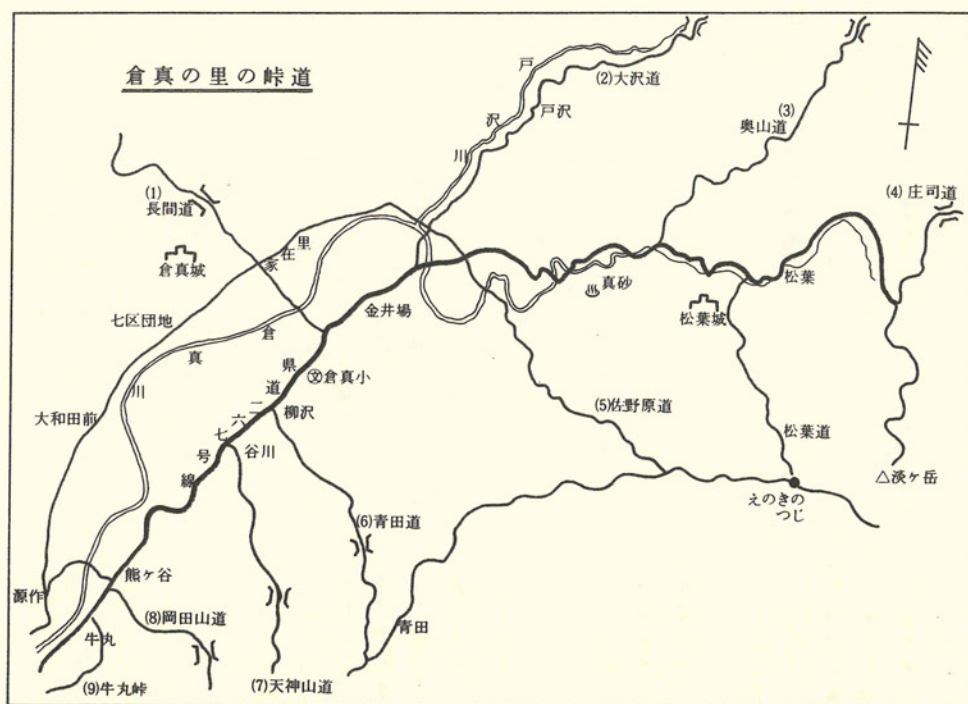 倉真の里の峠道
(1)
長間道
倉真城
里在家
七区団地
大和田前
倉真川
戸沢川
戸沢
(2)大沢道
(3)
奥山道
(4)庄司道
松葉
真砂
松葉城
金井場
㊫倉真小
県道二六七号線
柳沢
谷川
(5)佐野原道
松葉道
えのきの
つじ
△淡ヶ岳
(6)青田道
青田
熊ヶ谷
源作
(8)岡田山道
牛丸
(9)牛丸峠
(7)天神山道